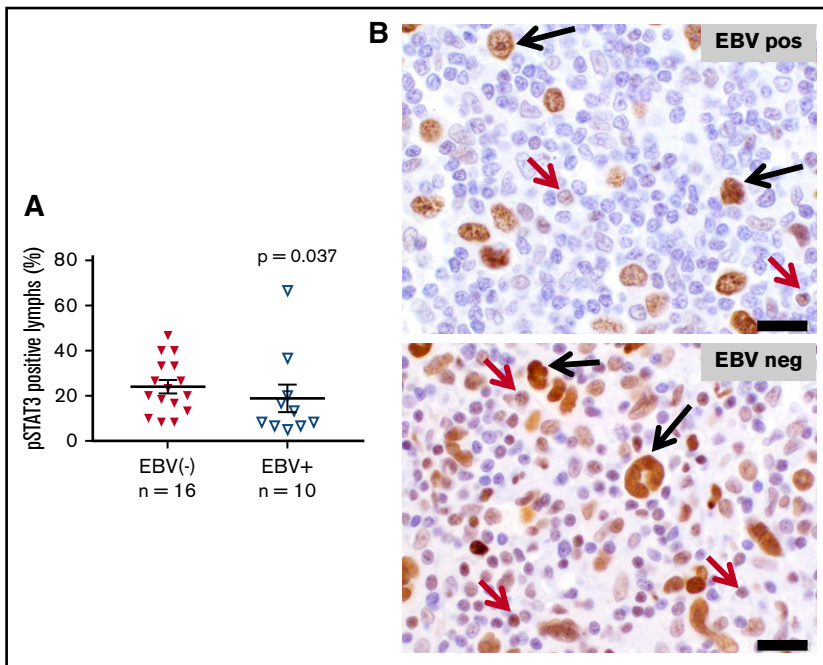 A
pSTAT3 positive lymphs (%)
80
60
40
20
0
p = 0.037
EBV(-)
n = 16
EBV+
n = 10
B
EBV pos
EBV neg